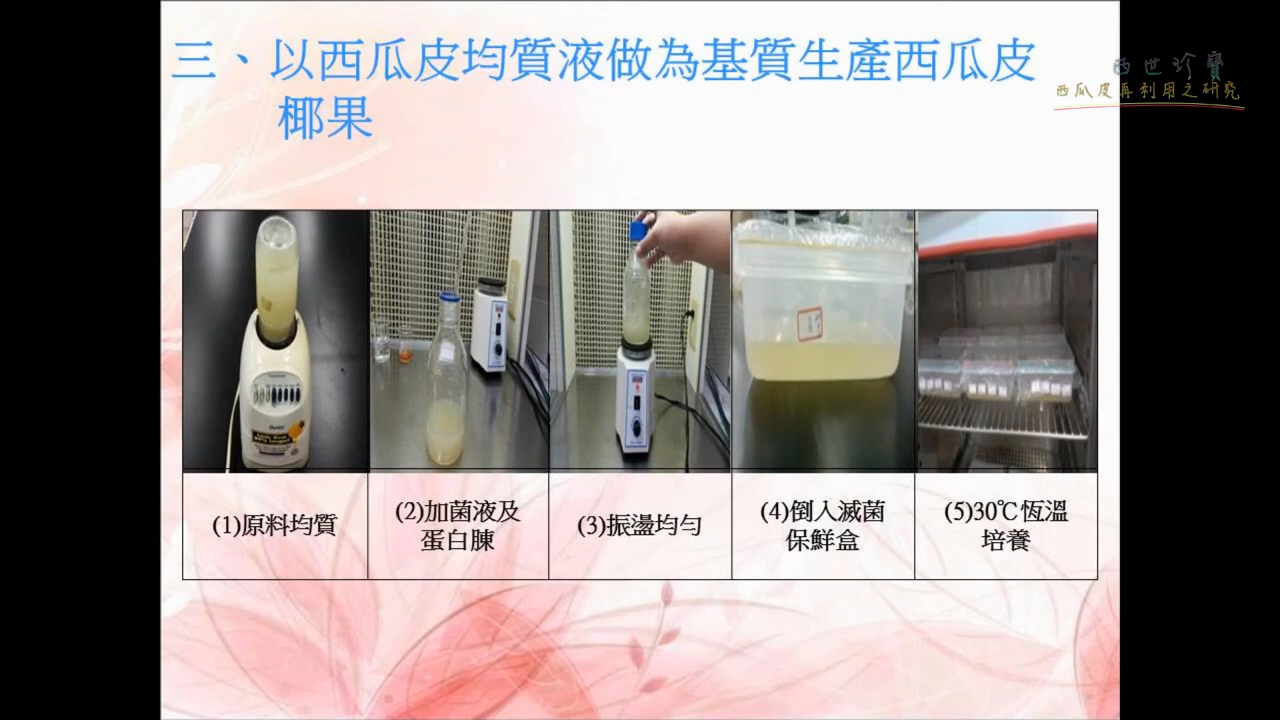 三、以西瓜皮均質液做為基質生產西瓜皮
椰果
西世珍寶
西瓜皮再利用之研究
(1)原料均質
(2)加菌液及
蛋白腖
(3)振盪均勻
(4)倒入滅菌
保鮮盒
(5)30℃恆溫
培養